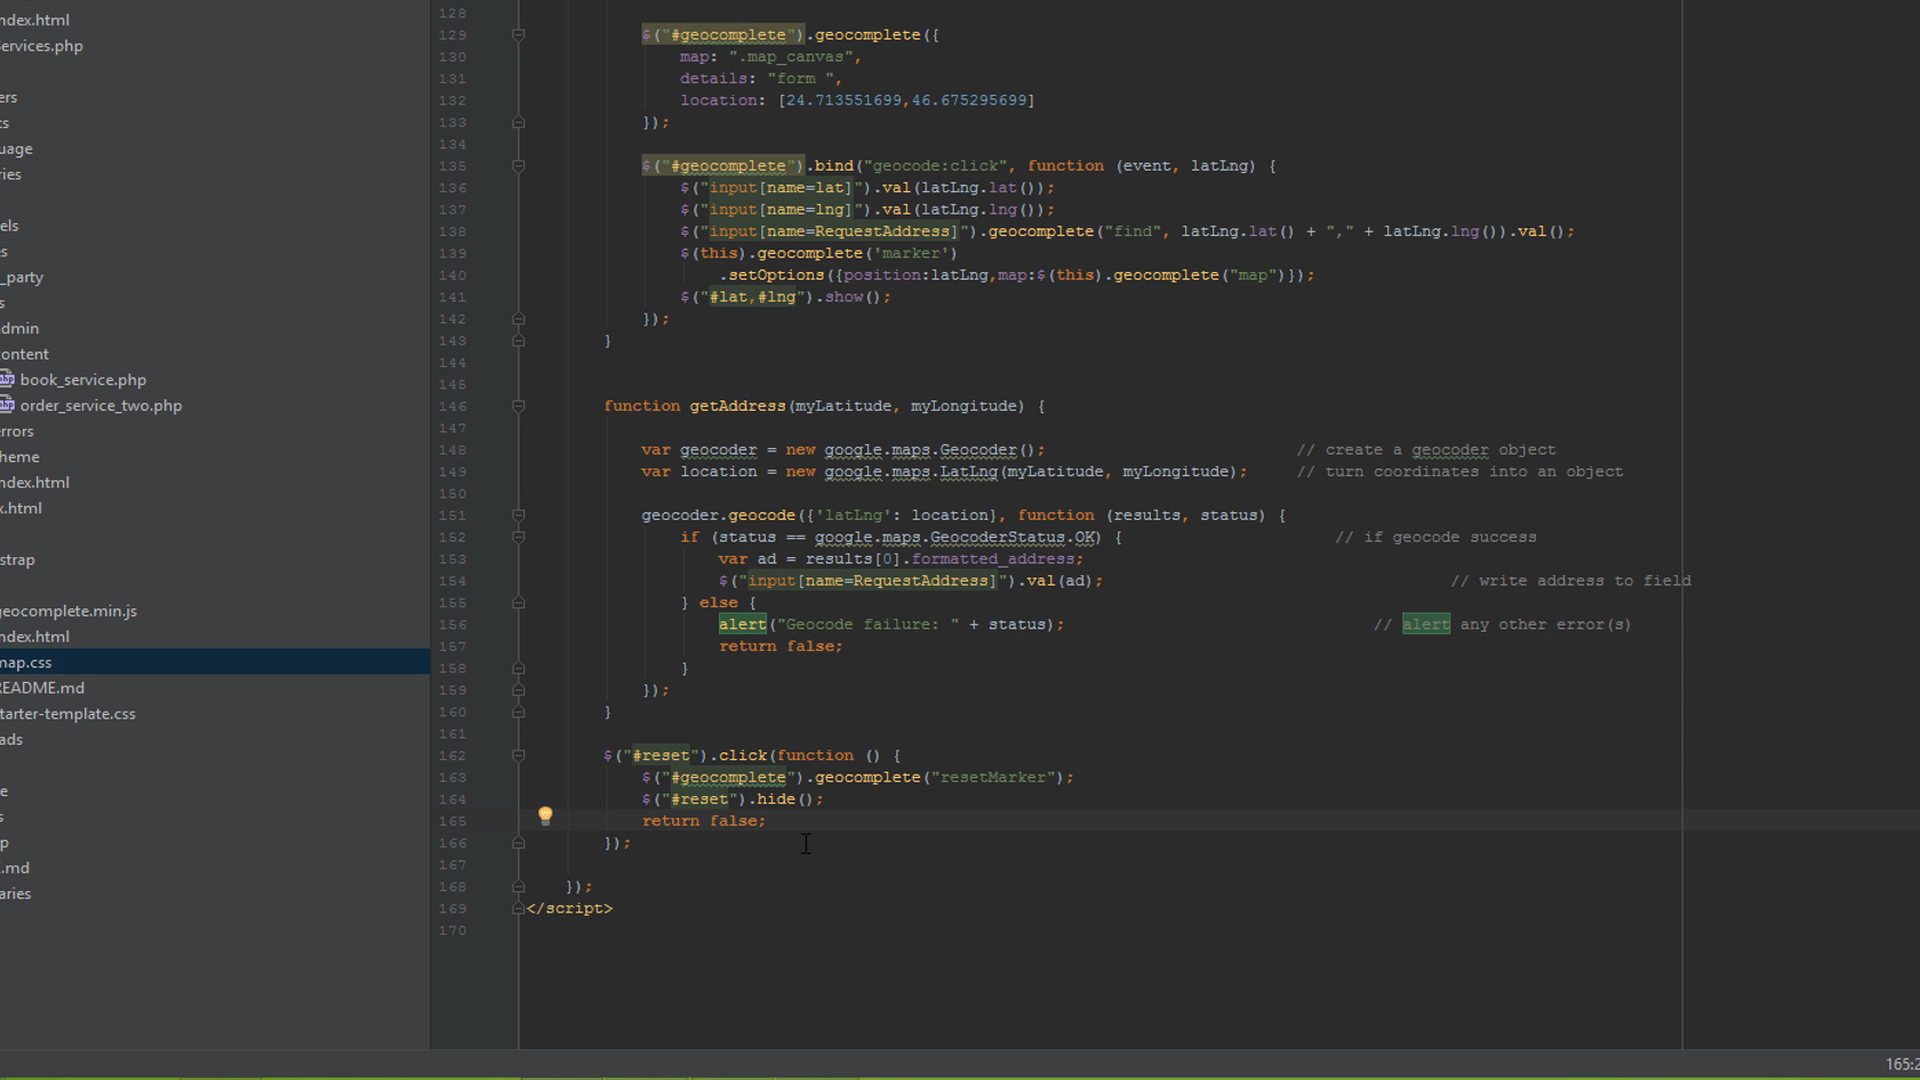 ndex.html
Services.php
ers
ts
uage
ries
els
es
_party
s
dmin
ontent
book_service.php
order_service_two.php
errors
heme
ndex.html
x.html
strap
geocomplete.min.js
ndex.html
map.css
README.md
tarter-template.css
ads
e
s
p
E.md
aries
128
129 $("#geocomplete").geocomplete({
130 map: ".map_canvas",
131 details: "form ",
132 location: [24.713551699,46.675295699]
133 });
134
135 $("#geocomplete").bind("geocode:click", function (event, latLng) {
136 $("input[name=lat]").val(latLng.lat());
137 $("input[name=lng]").val(latLng.lng());
138 $("input[name=RequestAddress]").geocomplete("find", latLng.lat() + "," + latLng.lng()).val();
139 $(this).geocomplete('marker')
140 .setOptions({position:latLng,map:$(this).geocomplete("map")});
141 $("#lat,#lng").show();
142 });
143 }
144
145
146 function getAddress(myLatitude, myLongitude) {
147
148 var geocoder = new google.maps.Geocoder(); // create a geocoder object
149 var location = new google.maps.LatLng(myLatitude, myLongitude); // turn coordinates into an object
150
151 geocoder.geocode({'latLng': location}, function (results, status) {
152 if (status == google.maps.GeocoderStatus.OK) { // if geocode success
153 var ad = results[0].formatted_address;
154 $("input[name=RequestAddress]").val(ad); // write address to field
155 } else {
156 alert("Geocode failure: " + status); // alert any other error(s)
157 return false;
158 }
159 });
160 }
161
162 $("#reset").click(function () {
163 $("#geocomplete").geocomplete("resetMarker");
164 $("#reset").hide();
165 return false;
166 });
167
168 });
169 </script>
170
165:2